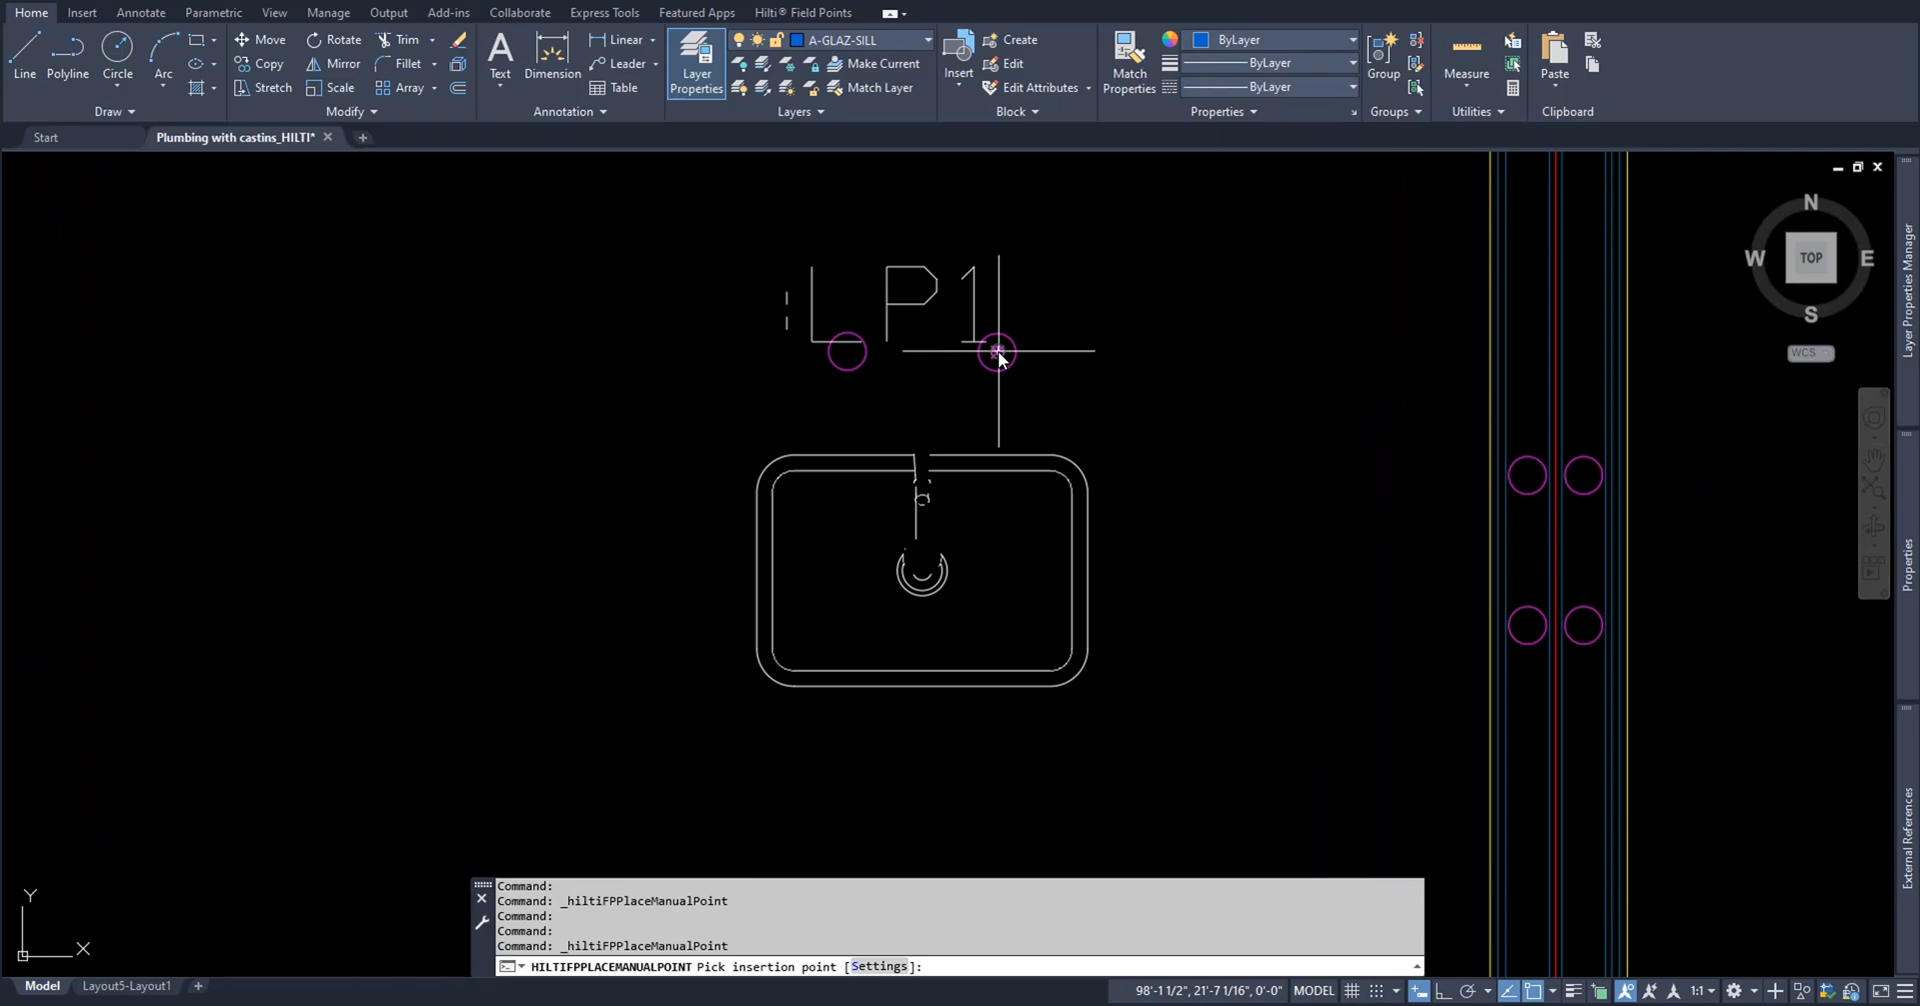 Home Insert Annotate Parametric View Manage Output Add-ins Collaborate Express Tools Featured Apps Hilti® Field Points
Line Polyline Circle Arc
Move Rotate Trim
Copy Mirror Fillet
Stretch Scale Array
Text Dimension
Linear
Leader
Table
Layer Properties
A-GLAZ-SILL
Make Current
Match Layer
Insert
Create
Edit
Edit Attributes
Match Properties
ByLayer
ByLayer
ByLayer
Group
Measure
Paste
Draw Modify Annotation Layers Block Properties Groups Utilities Clipboard
Start Plumbing with castins_HILTI*
N
W TOP E
S
WCS
LP1
Layer Properties Manager
Properties
External References
Y
X
Command:
Command: _hiltiFPPlaceManualPoint
Command:
Command:
Command: _hiltiFPPlaceManualPoint
HILTIFPPLACEMANUALPOINT Pick insertion point [Settings]:
Model Layout5-Layout1
98'-1 1/2", 21'-7 1/16", 0'-0" MODEL 1:1